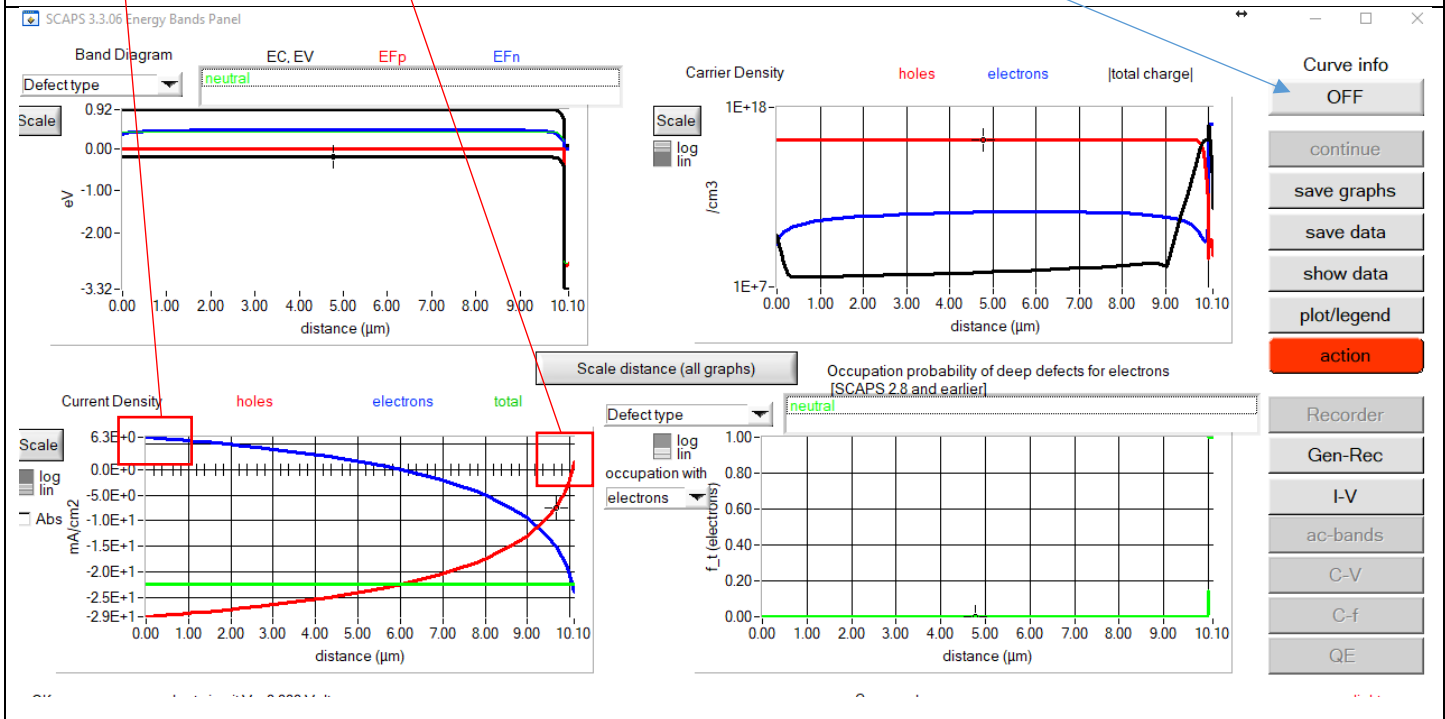 SCAPS 3.3.06 Energy Bands Panel
Band Diagram EC, EV EFp EFn
Defect type
neutral
Scale
0.92
0.00
-1.00
-2.00
-3.32
eV
0.00 1.00 2.00 3.00 4.00 5.00 6.00 7.00 8.00 9.00 10.10
distance (µm)
Carrier Density holes electrons |total charge|
Scale
log
lin
1E+18
/cm3
1E+7
0.00 1.00 2.00 3.00 4.00 5.00 6.00 7.00 8.00 9.00 10.10
distance (µm)
Curve info
OFF
continue
save graphs
save data
show data
plot/legend
action
Scale distance (all graphs)
Current Density holes electrons total
Scale
log
lin
Abs
6.3E+0
0.0E+0
-5.0E+0
-1.0E+1
-1.5E+1
-2.0E+1
-2.5E+1
-2.9E+1
mA/cm2
0.00 1.00 2.00 3.00 4.00 5.00 6.00 7.00 8.00 9.00 10.10
distance (µm)
Occupation probability of deep defects for electrons
[SCAPS 2.8 and earlier]
Defect type
neutral
log
lin
occupation with
electrons
1.00
0.80
0.60
0.40
0.20
0.00
f_t (electrons)
0.00 1.00 2.00 3.00 4.00 5.00 6.00 7.00 8.00 9.00 10.10
distance (µm)
Recorder
Gen-Rec
I-V
ac-bands
C-V
C-f
QE